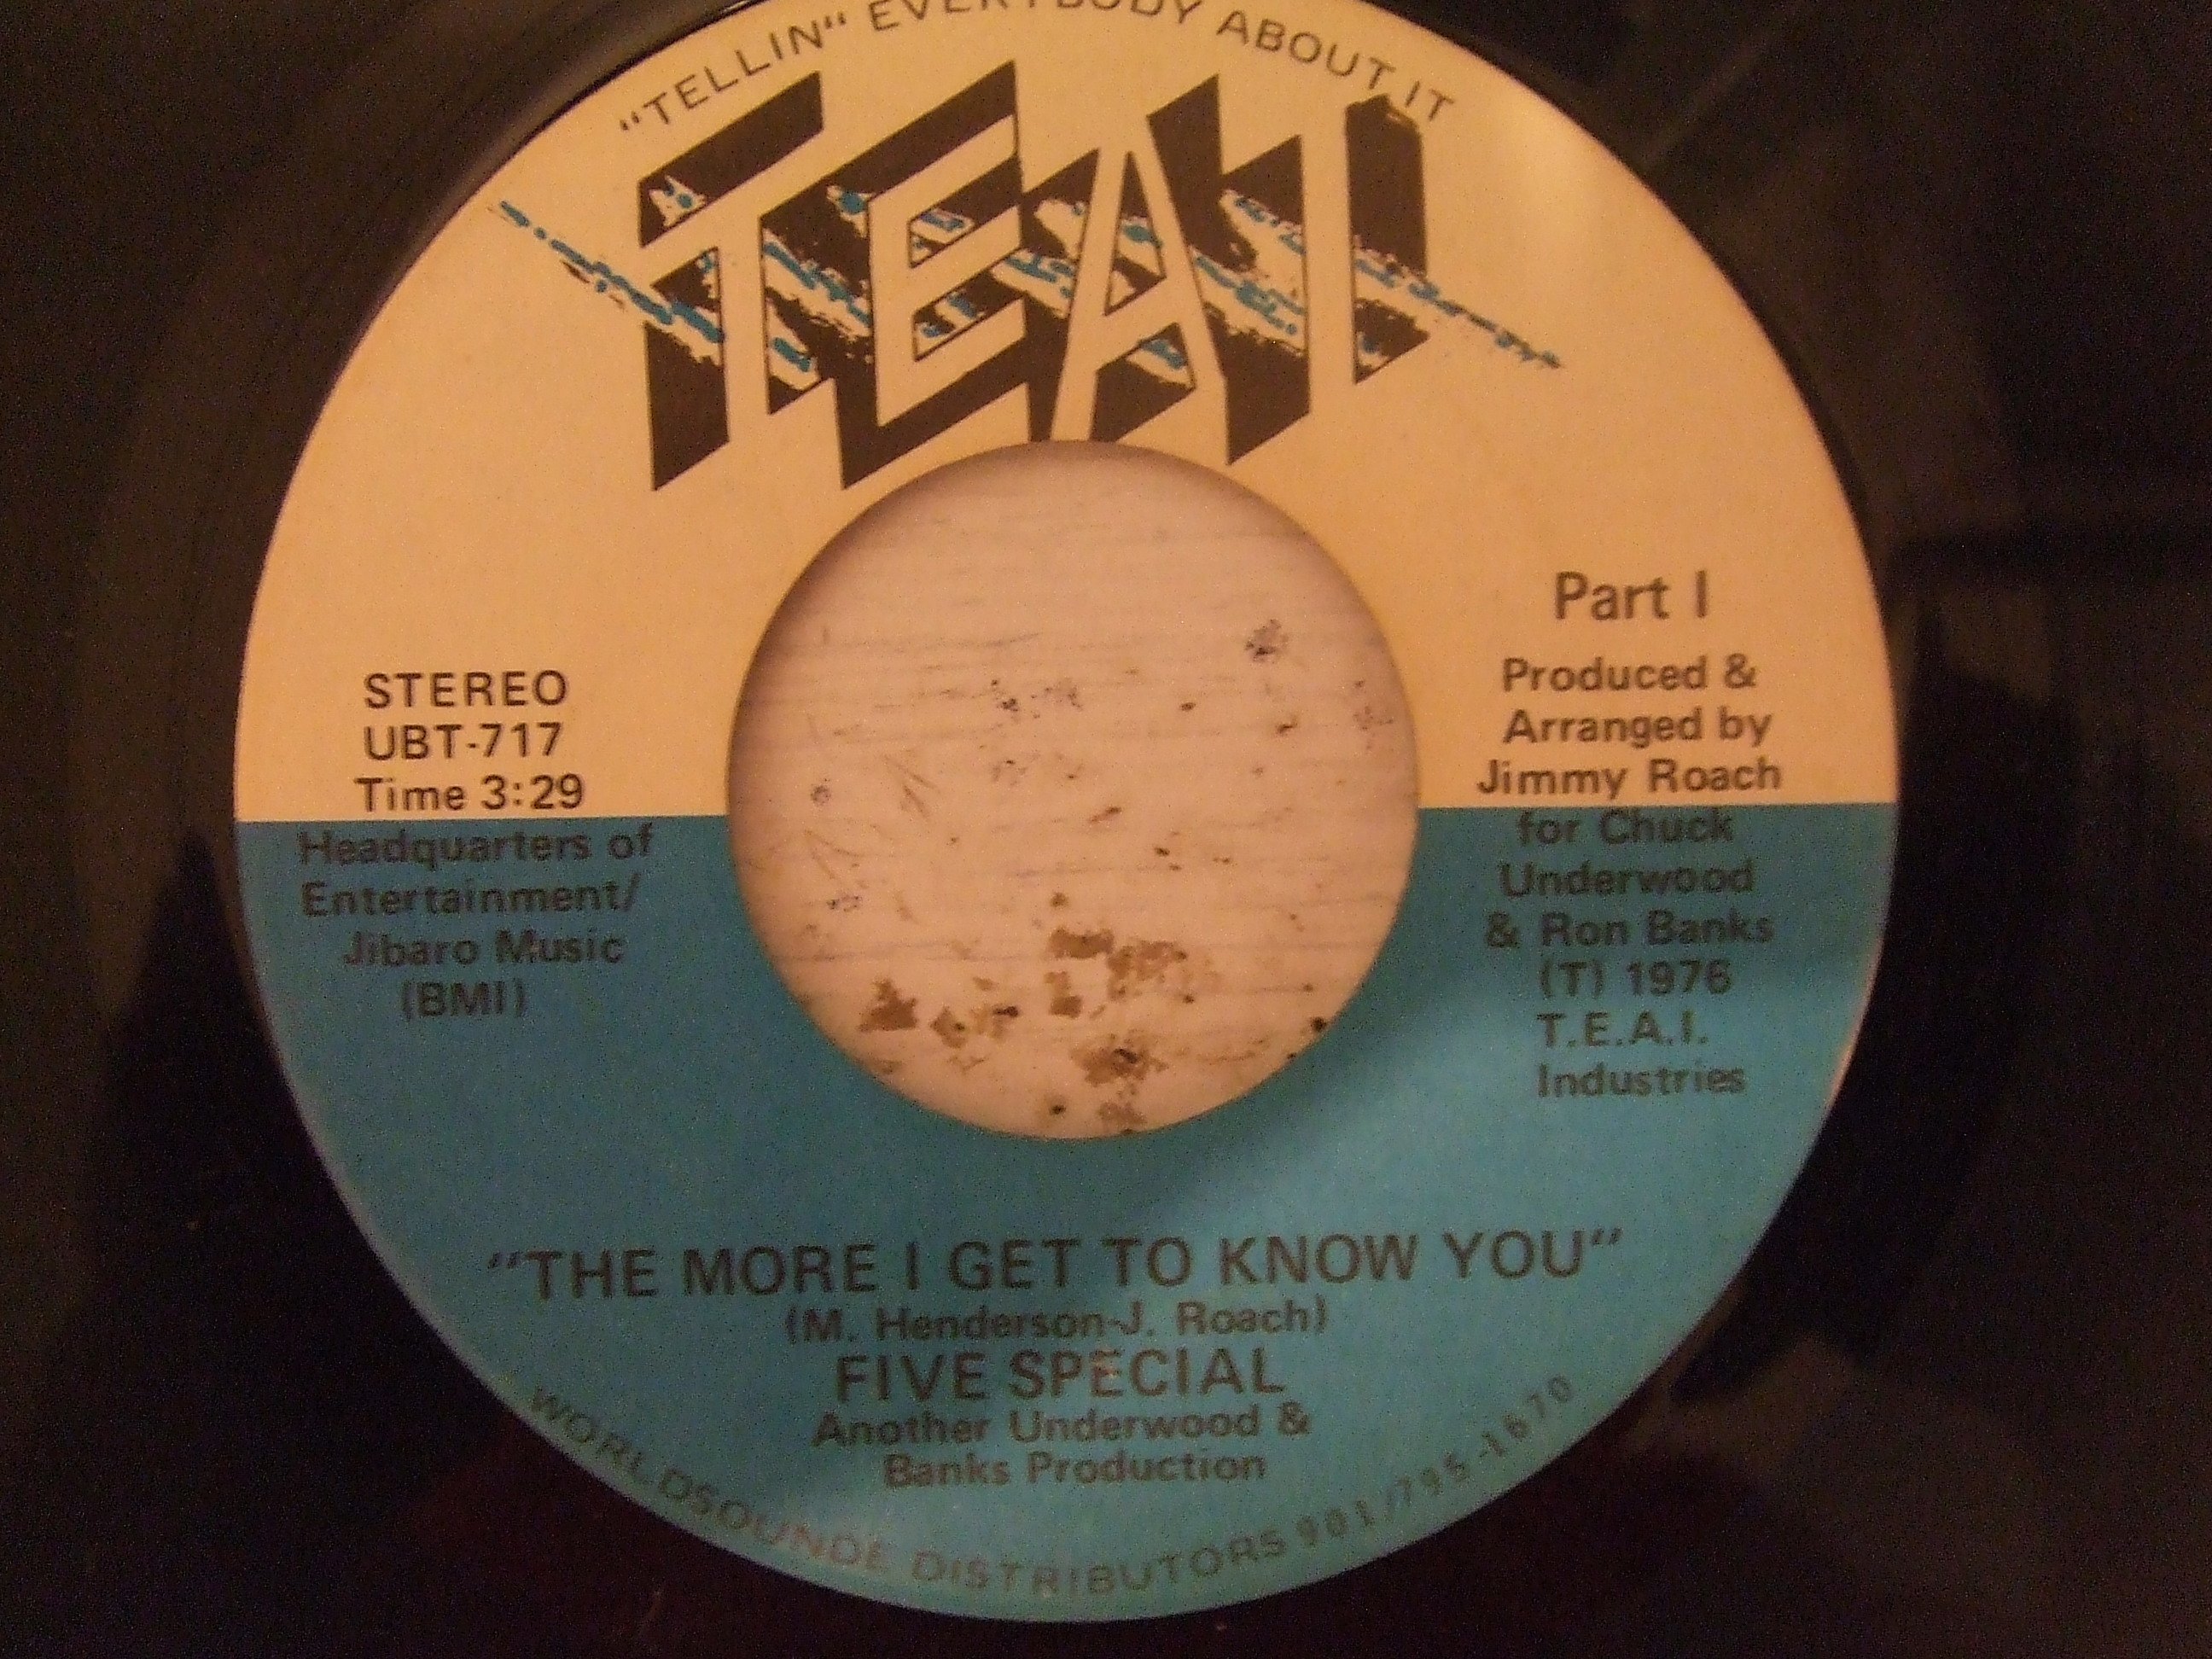 "TELLIN" EVERYBODY ABOUT IT
TEAI
STEREO
UBT-717
Time 3:29
Headquarters of
Entertainment/
Jibaro Music
(BMI)
Part I
Produced &
Arranged by
Jimmy Roach
for Chuck
Underwood
& Ron Banks
(T) 1976
T.E.A.I.
Industries
"THE MORE I GET TO KNOW YOU"
(M. Henderson-J. Roach)
FIVE SPECIAL
Another Underwood &
Banks Production
WORLDSOUNDE DISTRIBUTORS 901/795-1670